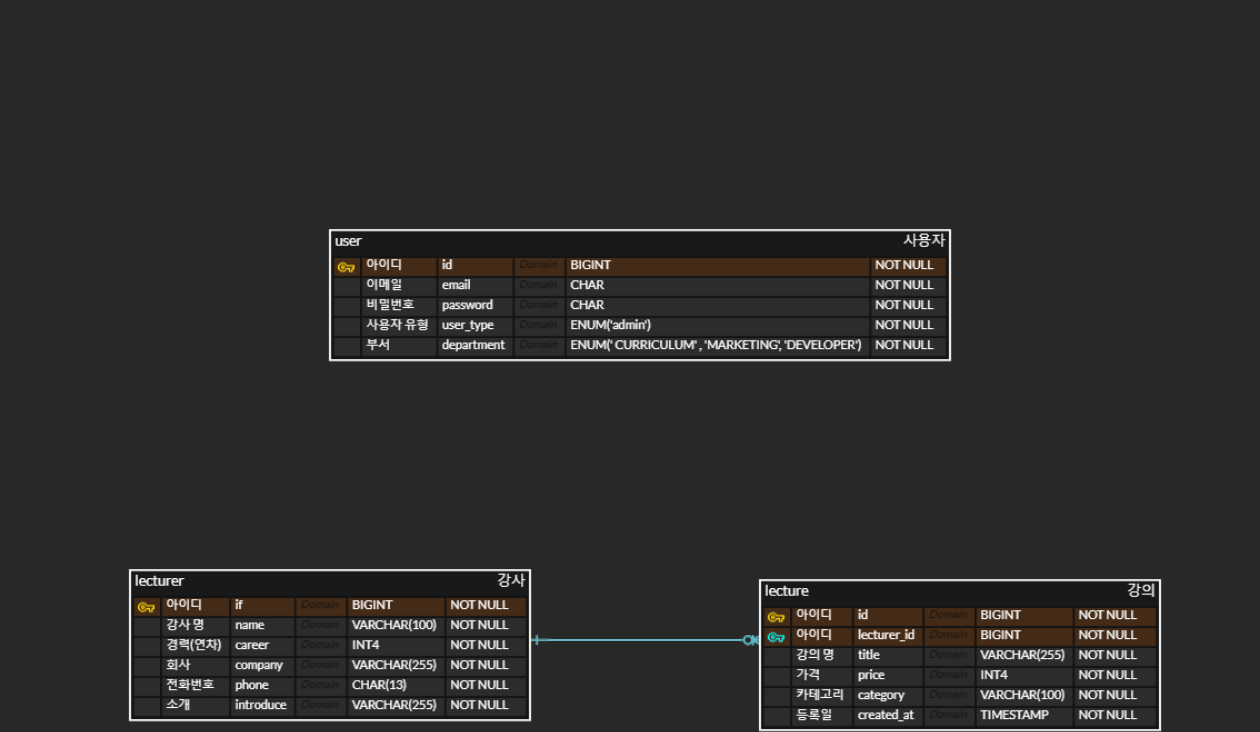 user 사용자
아이디 id Domain BIGINT NOT NULL
이메일 email Domain CHAR NOT NULL
비밀번호 password Domain CHAR NOT NULL
사용자 유형 user_type Domain ENUM('admin') NOT NULL
부서 department Domain ENUM(' CURRICULUM' , 'MARKETING', 'DEVELOPER') NOT NULL
lecturer 강사
아이디 if Domain BIGINT NOT NULL
강사 명 name Domain VARCHAR(100) NOT NULL
경력(연차) career Domain INT4 NOT NULL
회사 company Domain VARCHAR(255) NOT NULL
전화번호 phone Domain CHAR(13) NOT NULL
소개 introduce Domain VARCHAR(255) NOT NULL
lecture 강의
아이디 id Domain BIGINT NOT NULL
아이디 lecturer_id Domain BIGINT NOT NULL
강의 명 title Domain VARCHAR(255) NOT NULL
가격 price Domain INT4 NOT NULL
카테고리 category Domain VARCHAR(100) NOT NULL
등록일 created_at Domain TIMESTAMP NOT NULL